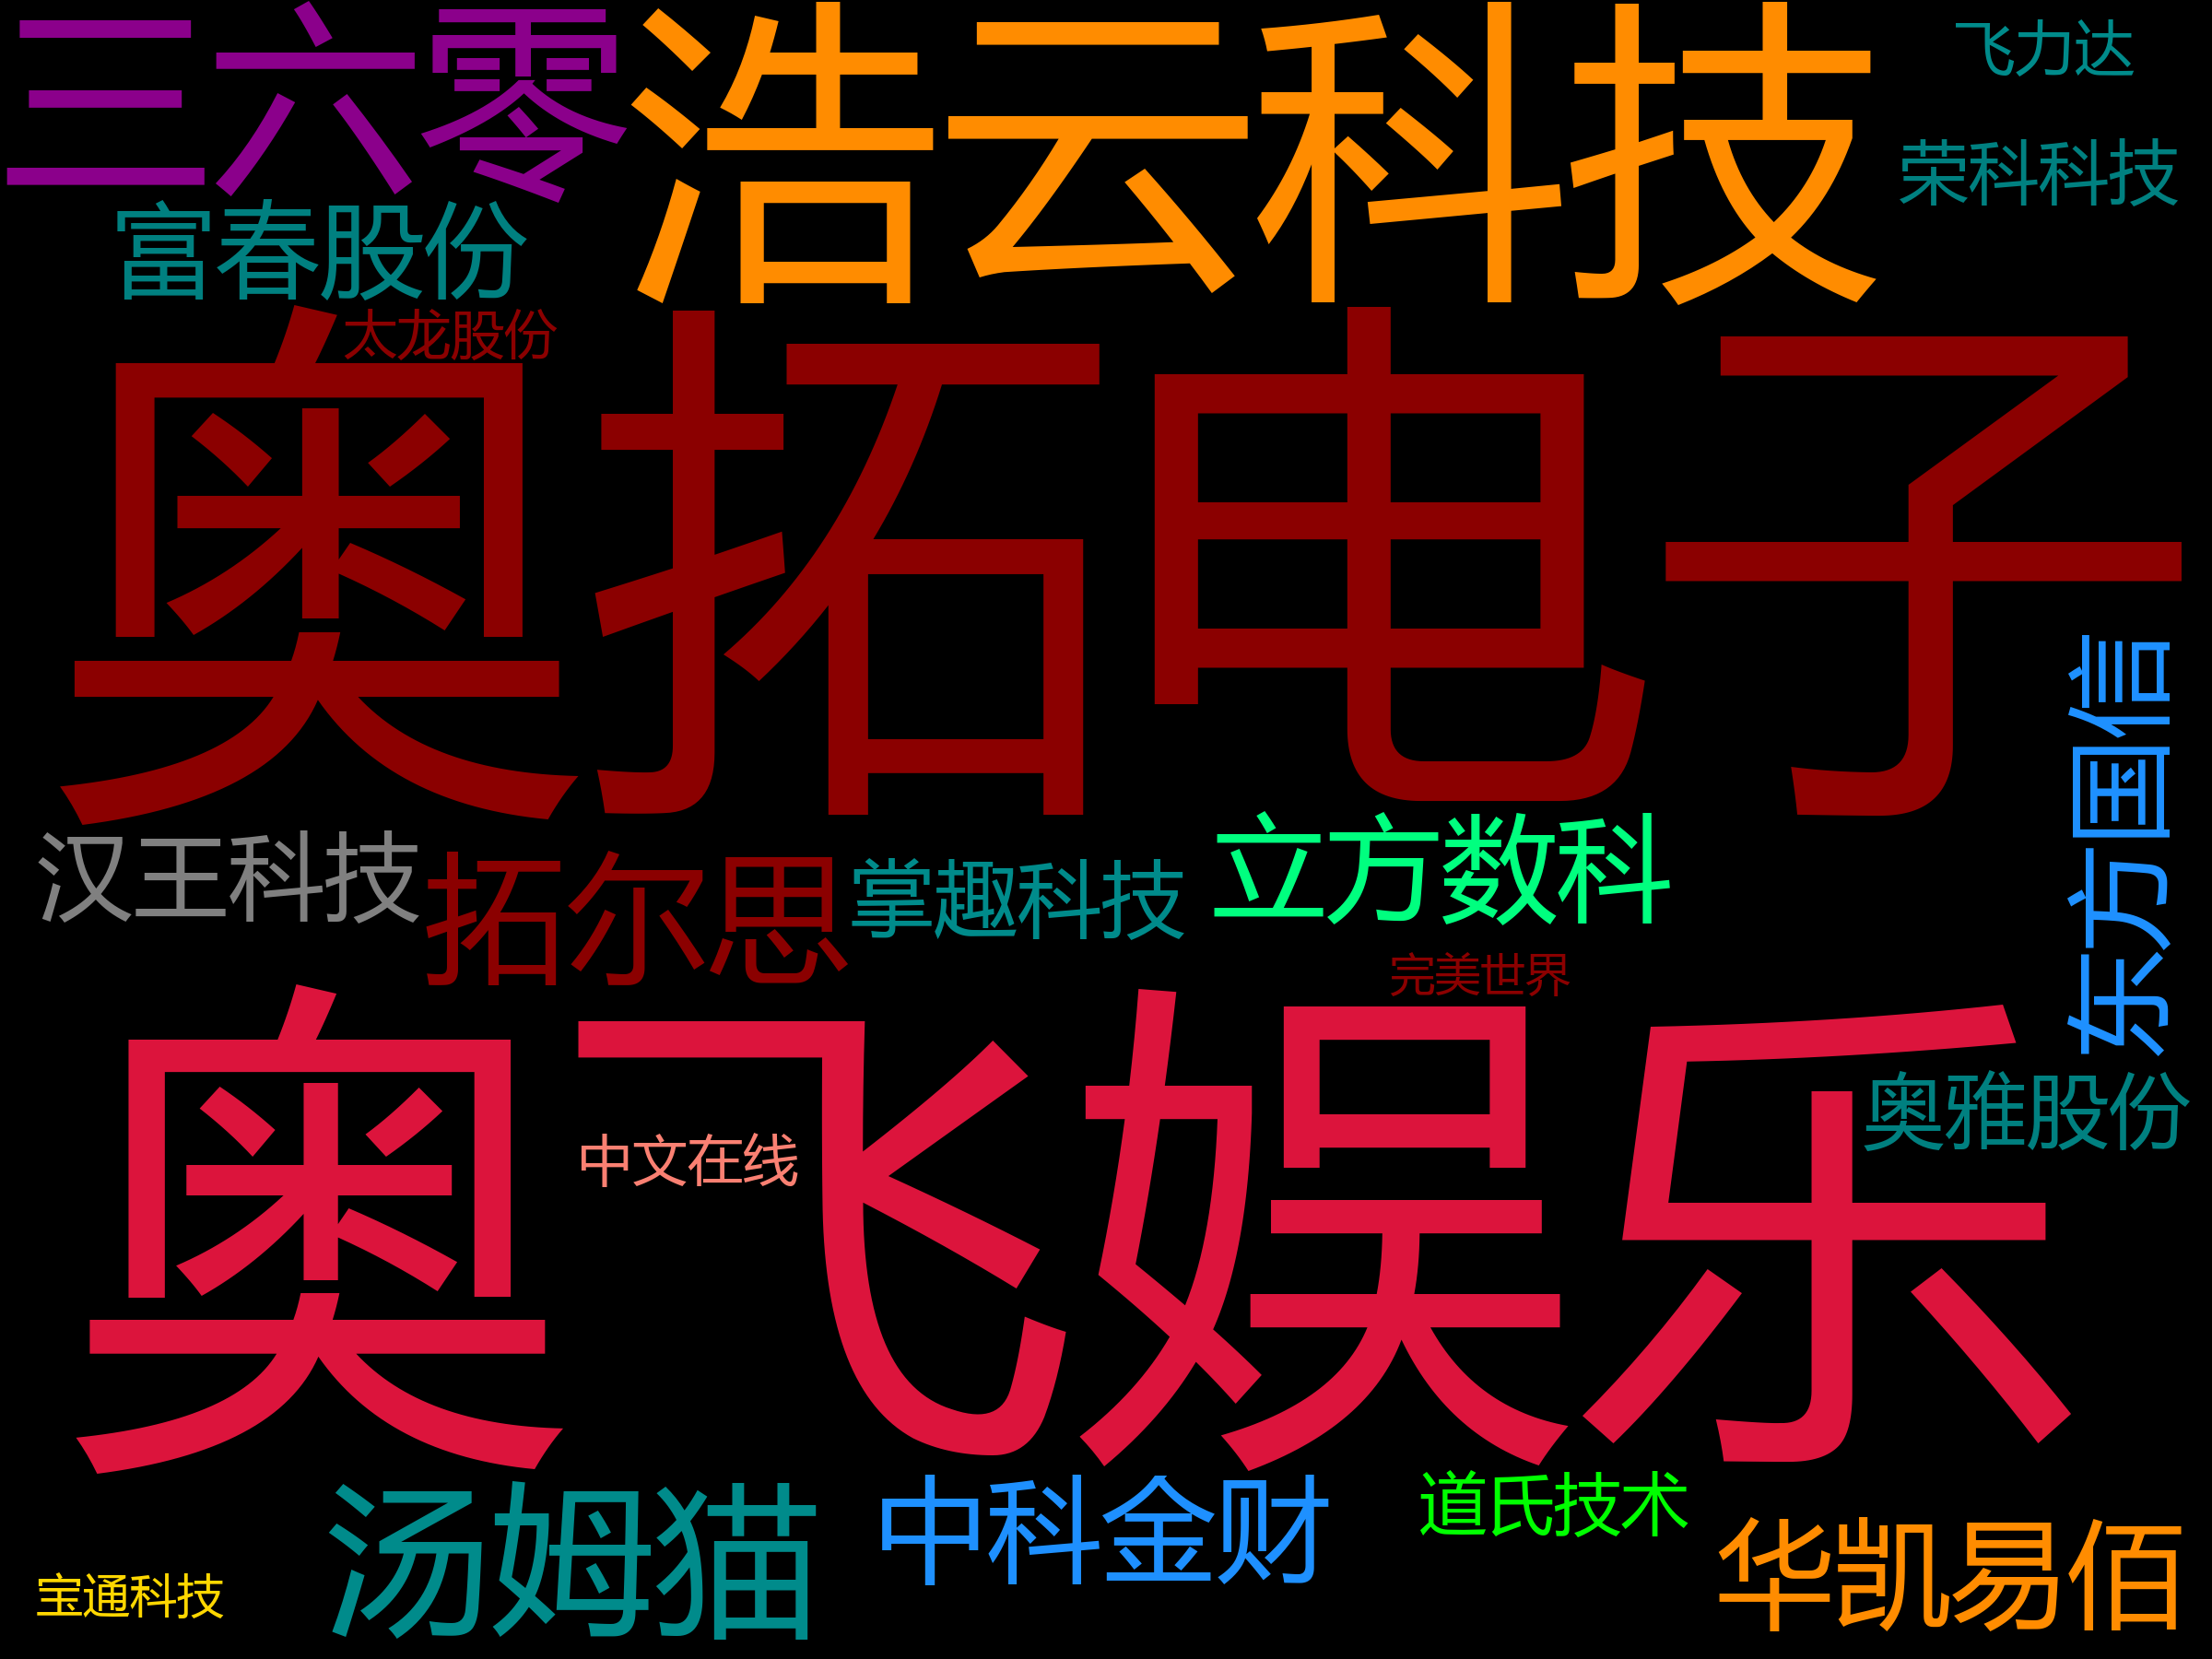 三六零
浩云科技
飞力达
荣科科技
富春股份
大龙股份
奥拓电子
东方国信
汉王科技
拓尔思
掌趣科技
立方数科
完美世界
奥飞娱乐
中文在线
奥雅股份
汤姆猫
中科金财
道氏技术
华凯易佰
宝通科技